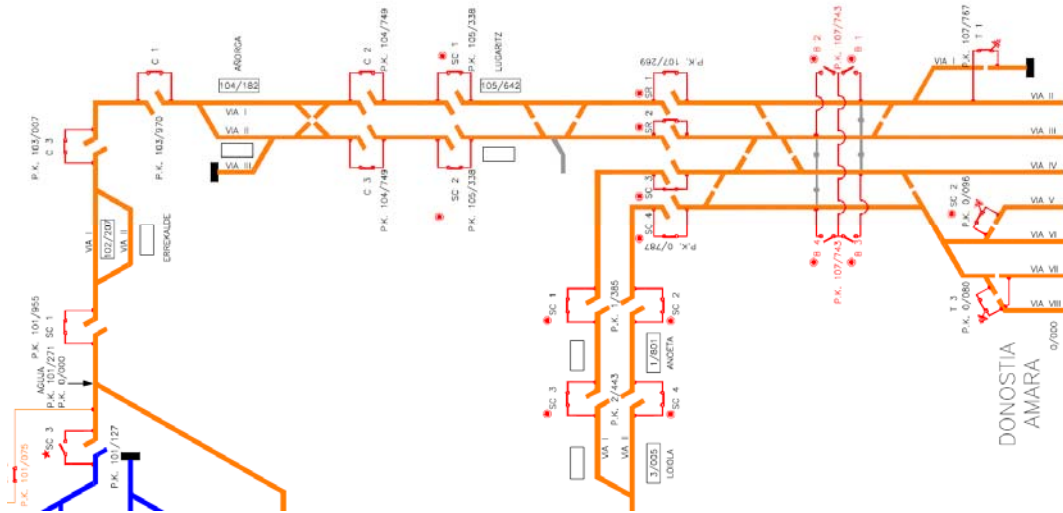 C 1
P.K. 103/970
AÑORGA
104/182
VIA I
VIA II
VIA III
C 2
P.K. 104/749
C 3
P.K. 104/749
SC 1
P.K. 105/338
SC 2
P.K. 105/338
LUGARITZ
105/642
P.K. 107/269
SR 1
SR 2
SC 3
SC 4
P.K. 0/787
B 2
P.K. 107/743
B 1
B 4
P.K. 107/743
B 3
P.K. 107/767
T 1
VIA I
VIA II
VIA III
VIA IV
VIA V
VIA VI
VIA VII
VIA VIII
SC 2
P.K. 0/096
T 3
P.K. 0/080
0/000
DONOSTIA
AMARA
P.K. 103/007
C 3
VIA I
102/207
VIA II
ERREKALDE
P.K. 101/955
SC 1
AGUJA
P.K. 101/271
P.K. 0/000
SC 3
P.K. 101/127
P.K. 101/075
SC 1
P.K. 1/385
SC 2
1/801
ANOETA
SC 3
P.K. 2/443
SC 4
VIA I
VIA II
3/005
LOIOLA